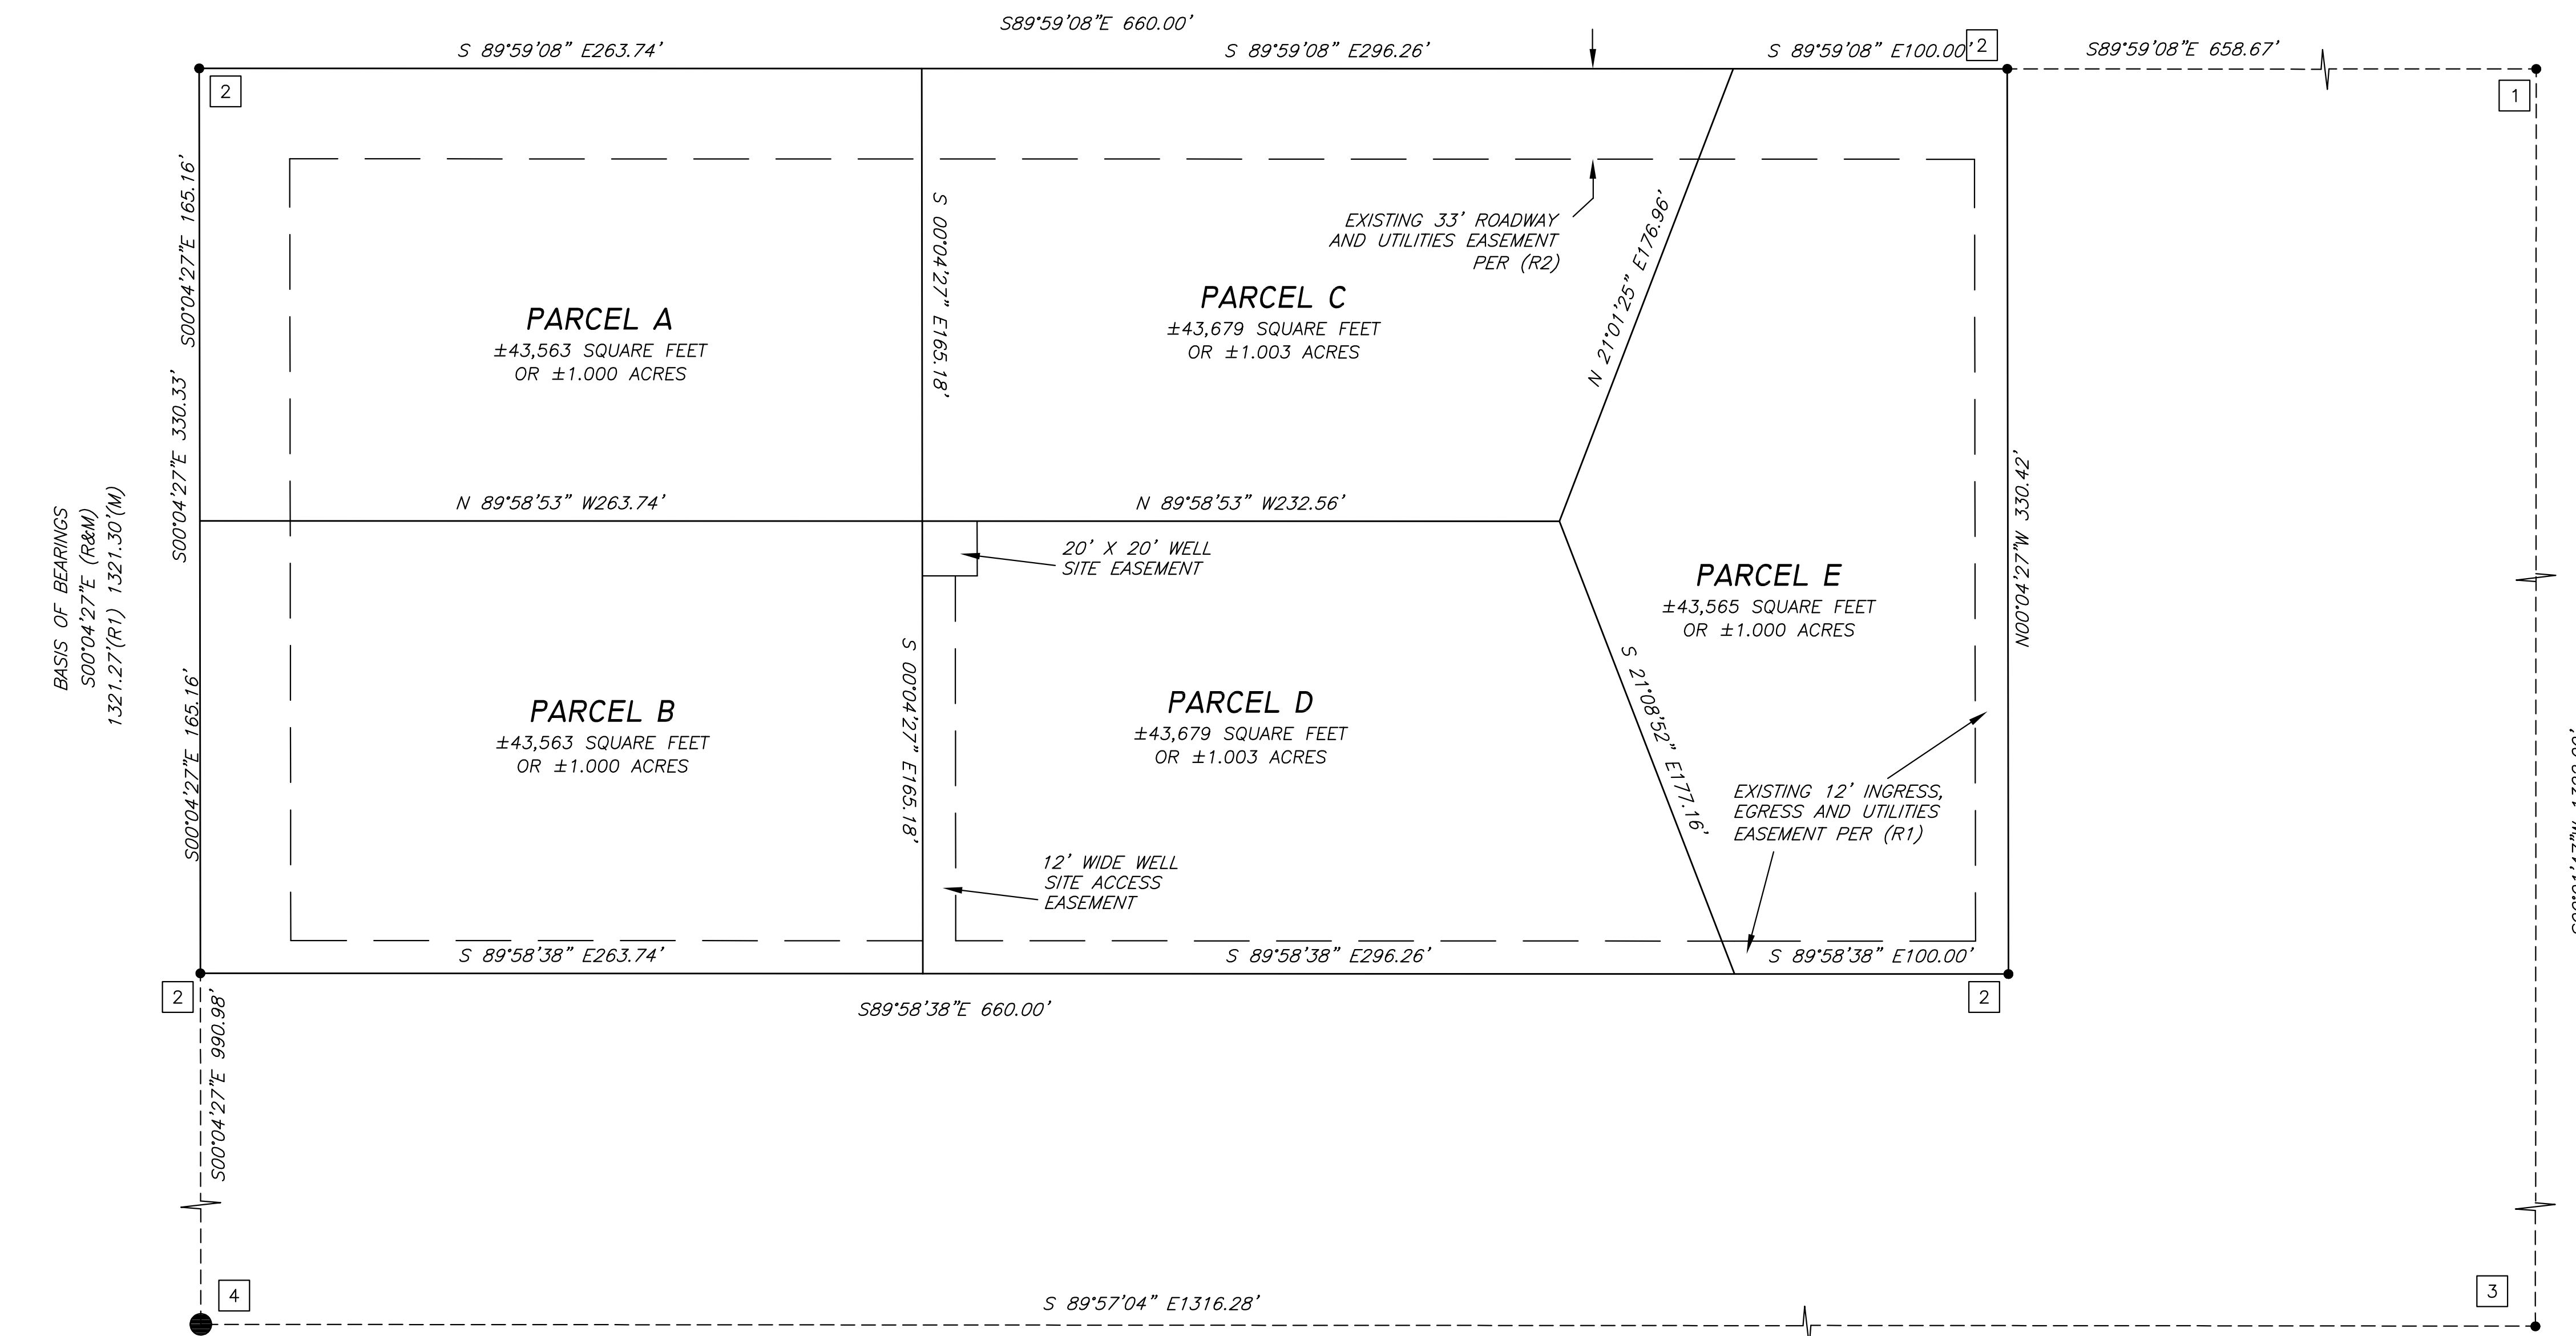 S89°59'08"E 660.00'
S 89°59'08" E263.74'
S 89°59'08" E296.26'
S 89°59'08" E100.00'
2
S89°59'08"E 658.67'
2
1
S00°04'27"E 165.16'
S00°04'27"E 330.33'
S 00°04'27" E165.18'
EXISTING 33' ROADWAY
AND UTILITIES EASEMENT
PER (R2)
N 21°01'25" E176.96'
PARCEL A
±43,563 SQUARE FEET
OR ±1.000 ACRES
PARCEL C
±43,679 SQUARE FEET
OR ±1.003 ACRES
BASIS OF BEARINGS
S00°04'27"E (R&M)
1321.27'(R1) 1321.30'(M)
N 89°58'53" W263.74'
N 89°58'53" W232.56'
20' X 20' WELL
SITE EASEMENT
PARCEL E
±43,565 SQUARE FEET
OR ±1.000 ACRES
N00°04'27"W 330.42'
S00°04'27"E 165.16'
PARCEL B
±43,563 SQUARE FEET
OR ±1.000 ACRES
S 00°04'27" E165.18'
PARCEL D
±43,679 SQUARE FEET
OR ±1.003 ACRES
S 21°08'52" E177.16'
EXISTING 12' INGRESS,
EGRESS AND UTILITIES
EASEMENT PER (R1)
12' WIDE WELL
SITE ACCESS
EASEMENT
S 89°58'38" E263.74'
S 89°58'38" E296.26'
S 89°58'38" E100.00'
2
S89°58'38"E 660.00'
2
S00°04'27"E 990.98'
4
S 89°57'04" E1316.28'
3